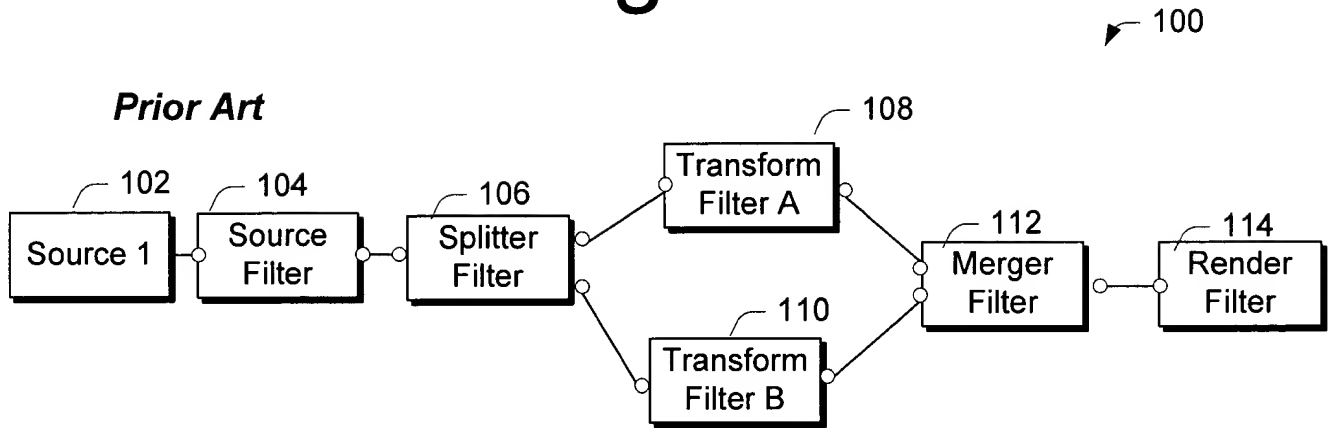 100
Prior Art
108
Transform
Filter A
102
104
106
Source 1
Source
Filter
Splitter
Filter
112
Merger
Filter
114
Render
Filter
110
Transform
Filter B